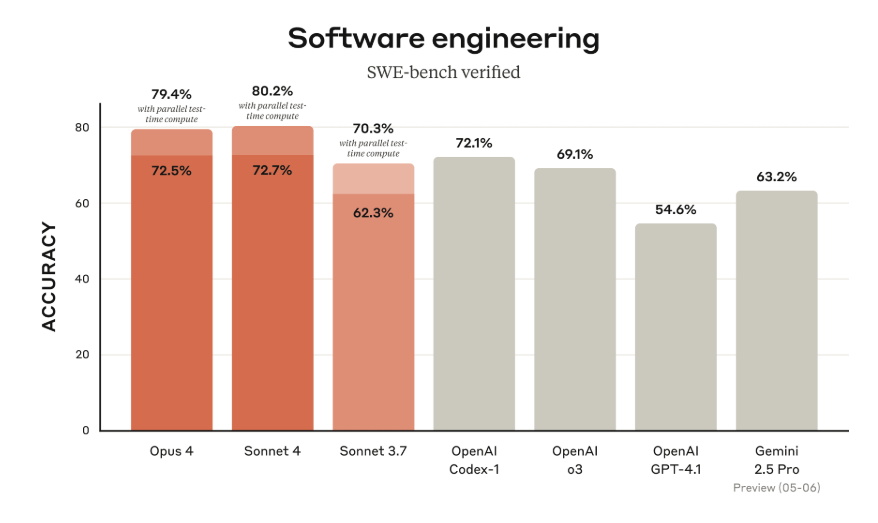 Software engineering
SWE-bench verified
ACCURACY
80
60
40
20
0
79.4%
with parallel test-
time compute
72.5%
80.2%
with parallel test-
time compute
72.7%
70.3%
with parallel test-
time compute
62.3%
72.1%
69.1%
54.6%
63.2%
Opus 4
Sonnet 4
Sonnet 3.7
OpenAI
Codex-1
OpenAI
o3
OpenAI
GPT-4.1
Gemini
2.5 Pro
Preview (05-06)